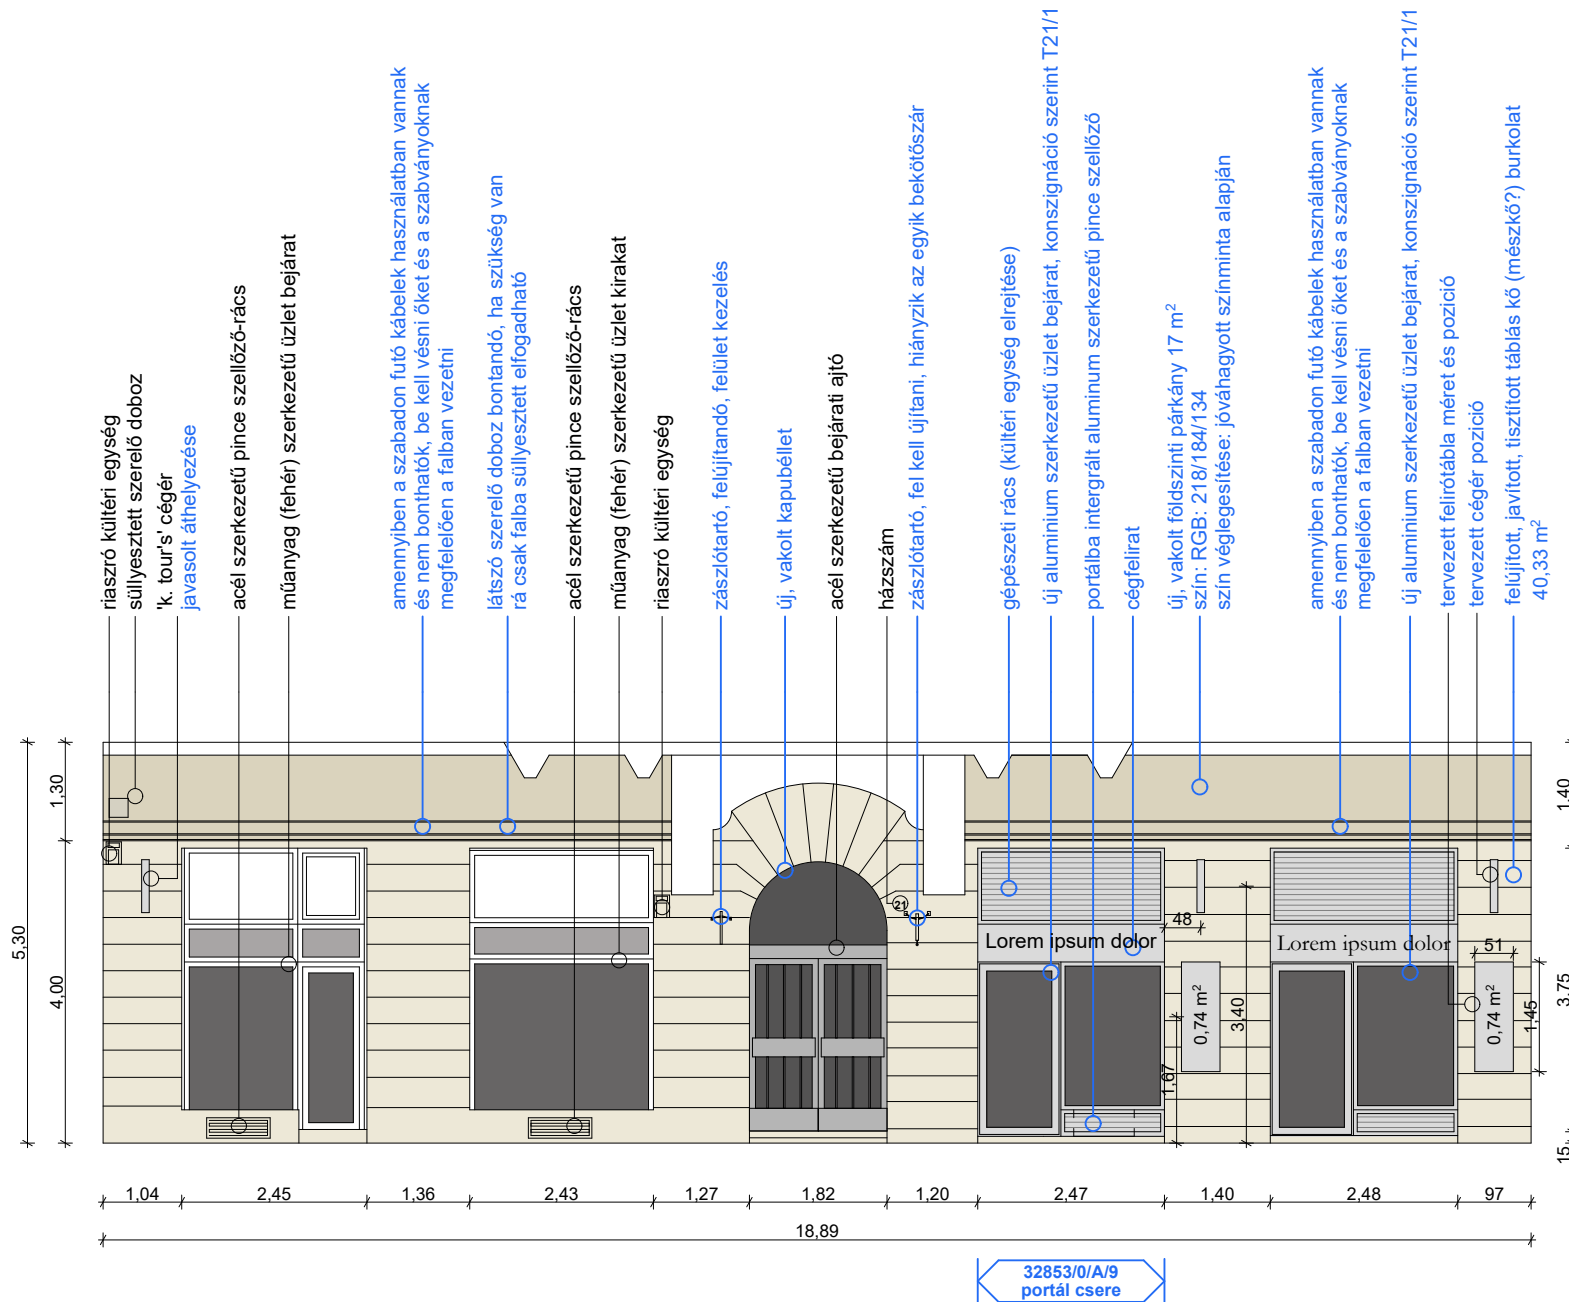 riaszró kültéri egység
süllyesztett szerelő doboz
'k. tour's' cégér
javasolt áthelyezése
acél szerkezetű pince szellőző-rács
műanyag (fehér) szerkezetű üzlet bejárat
amennyiben a szabadon futó kábelek használatban vannak
és nem bonthatók, be kell vésni őket és a szabványoknak
megfelelően a falban vezetni
látszó szerelő doboz bontandó, ha szükség van
rá csak falba süllyesztett elfogadható
acél szerkezetű pince szellőző-rács
műanyag (fehér) szerkezetű üzlet kirakat
riaszró kültéri egység
zászlótartó, felújítandó, felület kezelés
új, vakolt kapubéllet
acél szerkezetű bejárati ajtó
házszám
zászlótartó, fel kell újítani, hiányzik az egyik bekötőszár
gépészeti rács (kültéri egység elrejtése)
új aluminium szerkezetű üzlet bejárat, konszignáció szerint T21/1
portálba intergrált aluminum szerkezetű pince szellőző
cégfelirat
új, vakolt földszinti párkány 17 m²
szín: RGB: 218/184/134
szín véglegesítése: jóváhagyott színminta alapján
amennyiben a szabadon futó kábelek használatban vannak
és nem bonthatók, be kell vésni őket és a szabványoknak
megfelelően a falban vezetni
új aluminium szerkezetű üzlet bejárat, konszignáció szerint T21/1
tervezett felirótábla méret és pozició
tervezett cégér pozició
felújított, javított, tisztított táblás kő (mészkő?) burkolat
40,33 m²
5,30
1,30
4,00
21
Lorem ipsum dolor
48
0,74 m²
1,67
3,40
Lorem ipsum dolor
51
0,74 m²
1,45
1,40
3,75
15
1,04
2,45
1,36
2,43
1,27
1,82
1,20
2,47
1,40
2,48
97
18,89
32853/0/A/9
portál csere